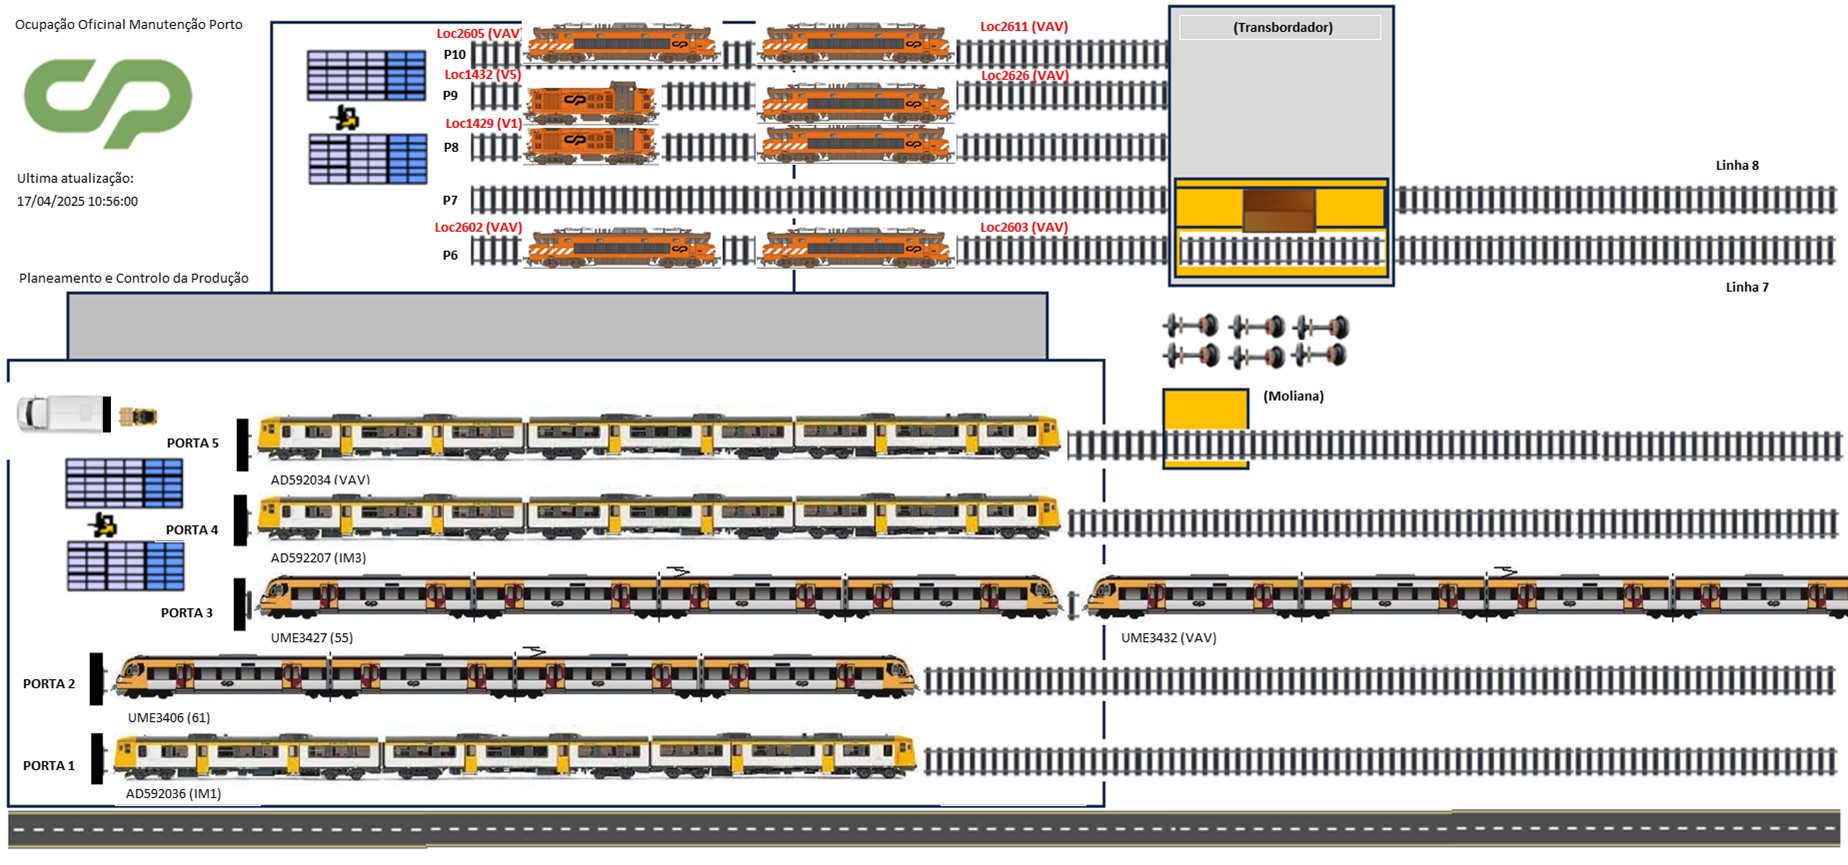 Ocupação Oficinal Manutenção Porto
Ultima atualização:
17/04/2025 10:56:00
Planeamento e Controlo da Produção
Loc2605 (VAV)
Loc2611 (VAV)
P10
Loc1432 (V5)
Loc2626 (VAV)
P9
Loc1429 (V1)
P8
P7
Loc2602 (VAV)
Loc2603 (VAV)
P6
(Transbordador)
Linha 8
Linha 7
(Moliana)
PORTA 5
AD592034 (VAV)
PORTA 4
AD592207 (IM3)
PORTA 3
UME3427 (55)
UME3432 (VAV)
PORTA 2
UME3406 (61)
PORTA 1
AD592036 (IM1)